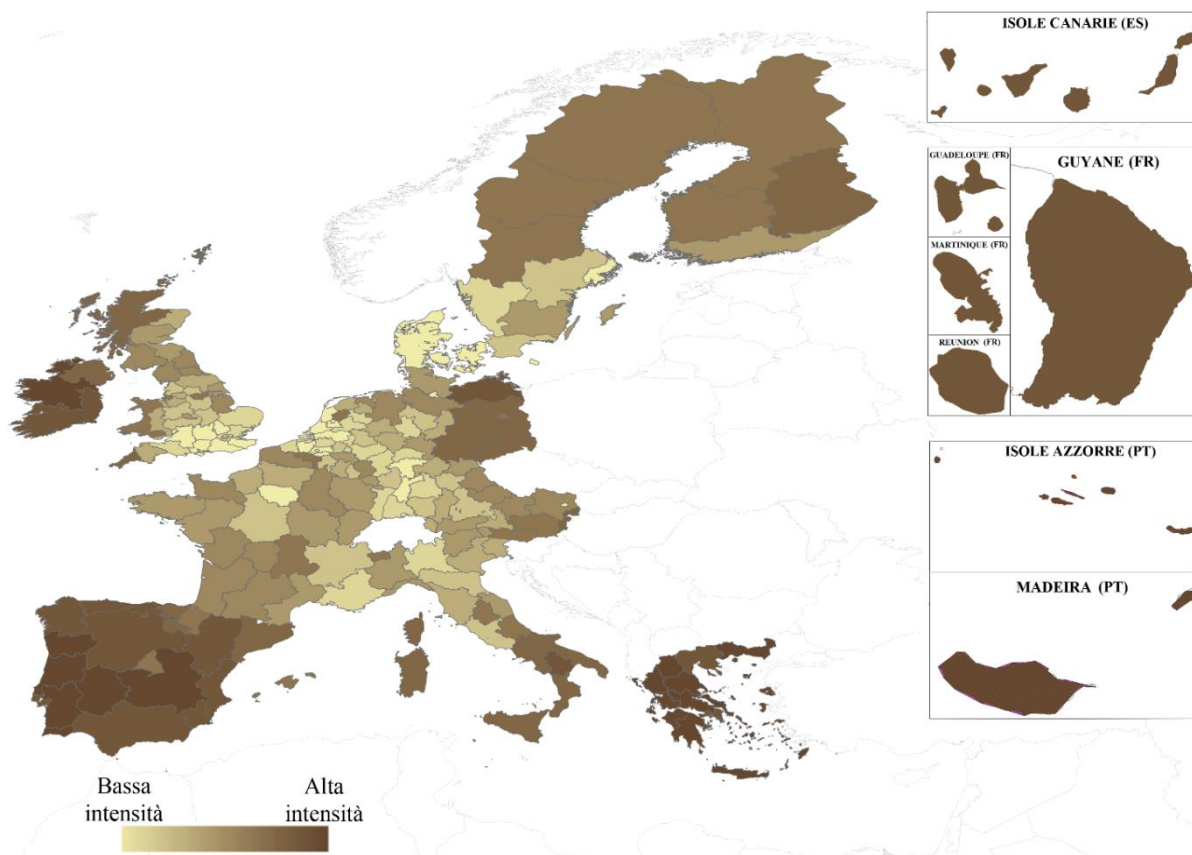 ISOLE CANARIE (ES)
GUADELOUPE (FR)
GUYANE (FR)
MARTINIQUE (FR)
REUNION (FR)
ISOLE AZZORRE (PT)
MADEIRA (PT)
Bassa
intensità
Alta
intensità